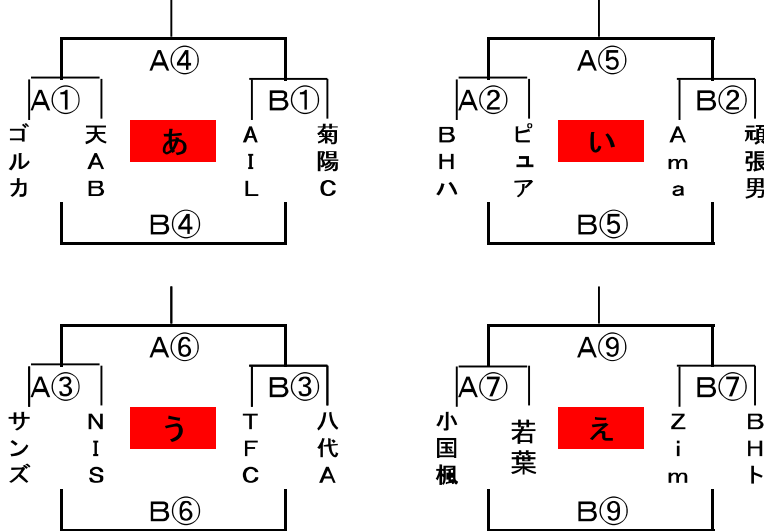 A④
A①
B①
ゴルカ
天AB
あ
AIL
菊陽C
B④
A⑤
A②
B②
BHハ
ピュア
い
Ama
頑張男
B⑤
A⑥
A③
B③
サンズ
NIS
う
TFC
八代A
B⑥
A⑨
A⑦
B⑦
小国楓
若葉
え
Zim
BHト
B⑨